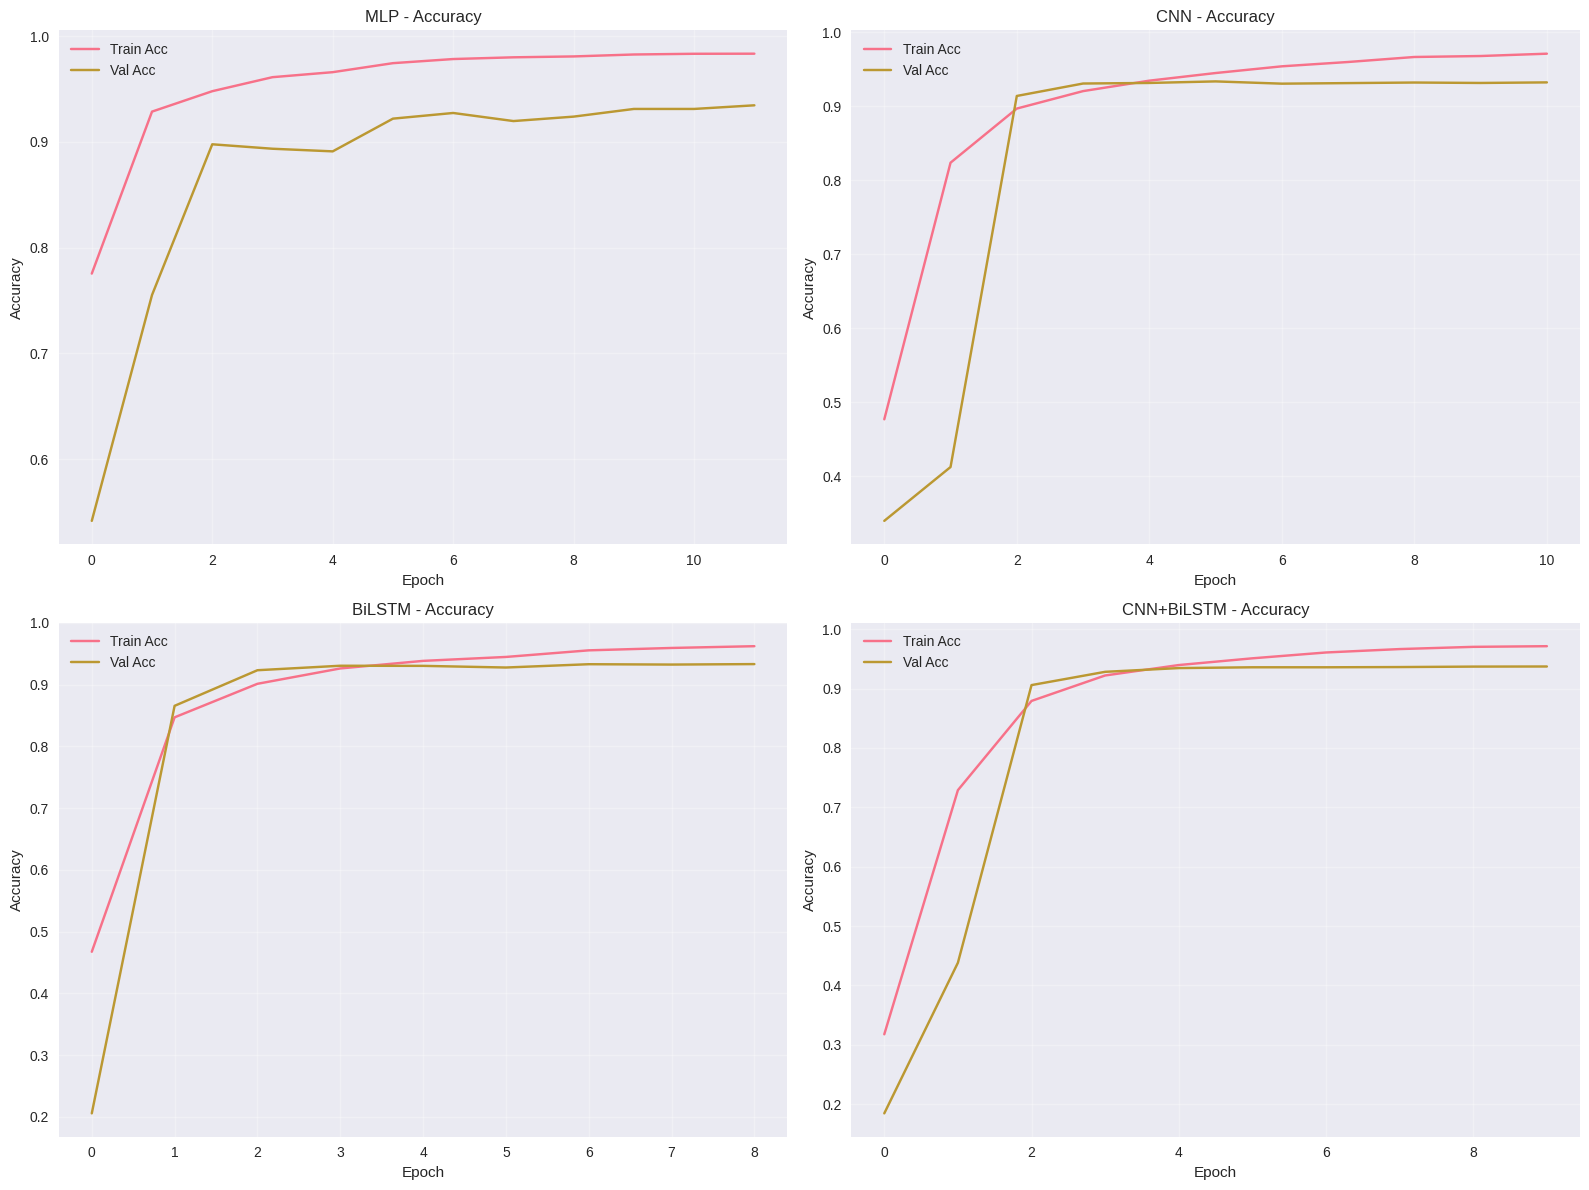 MLP - Accuracy
Train Acc
Val Acc
1.0
0.9
0.8
0.7
0.6
Accuracy
0 2 4 6 8 10
Epoch
CNN - Accuracy
Train Acc
Val Acc
1.0
0.9
0.8
0.7
0.6
0.5
0.4
Accuracy
0 2 4 6 8 10
Epoch
BiLSTM - Accuracy
Train Acc
Val Acc
1.0
0.9
0.8
0.7
0.6
0.5
0.4
0.3
0.2
Accuracy
0 1 2 3 4 5 6 7 8
Epoch
CNN+BiLSTM - Accuracy
Train Acc
Val Acc
1.0
0.9
0.8
0.7
0.6
0.5
0.4
0.3
0.2
Accuracy
0 2 4 6 8
Epoch